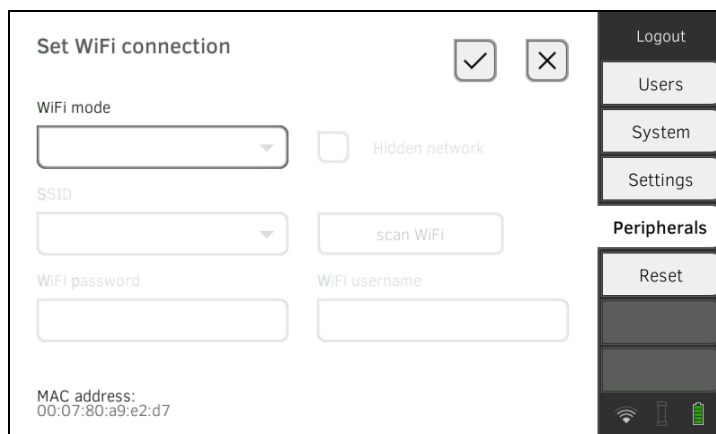 Set WiFi connection
WiFi mode
Hidden network
SSID
scan WiFi
WiFi password
WiFi username
MAC address:
00:07:80:a9:e2:d7
Logout
Users
System
Settings
Peripherals
Reset